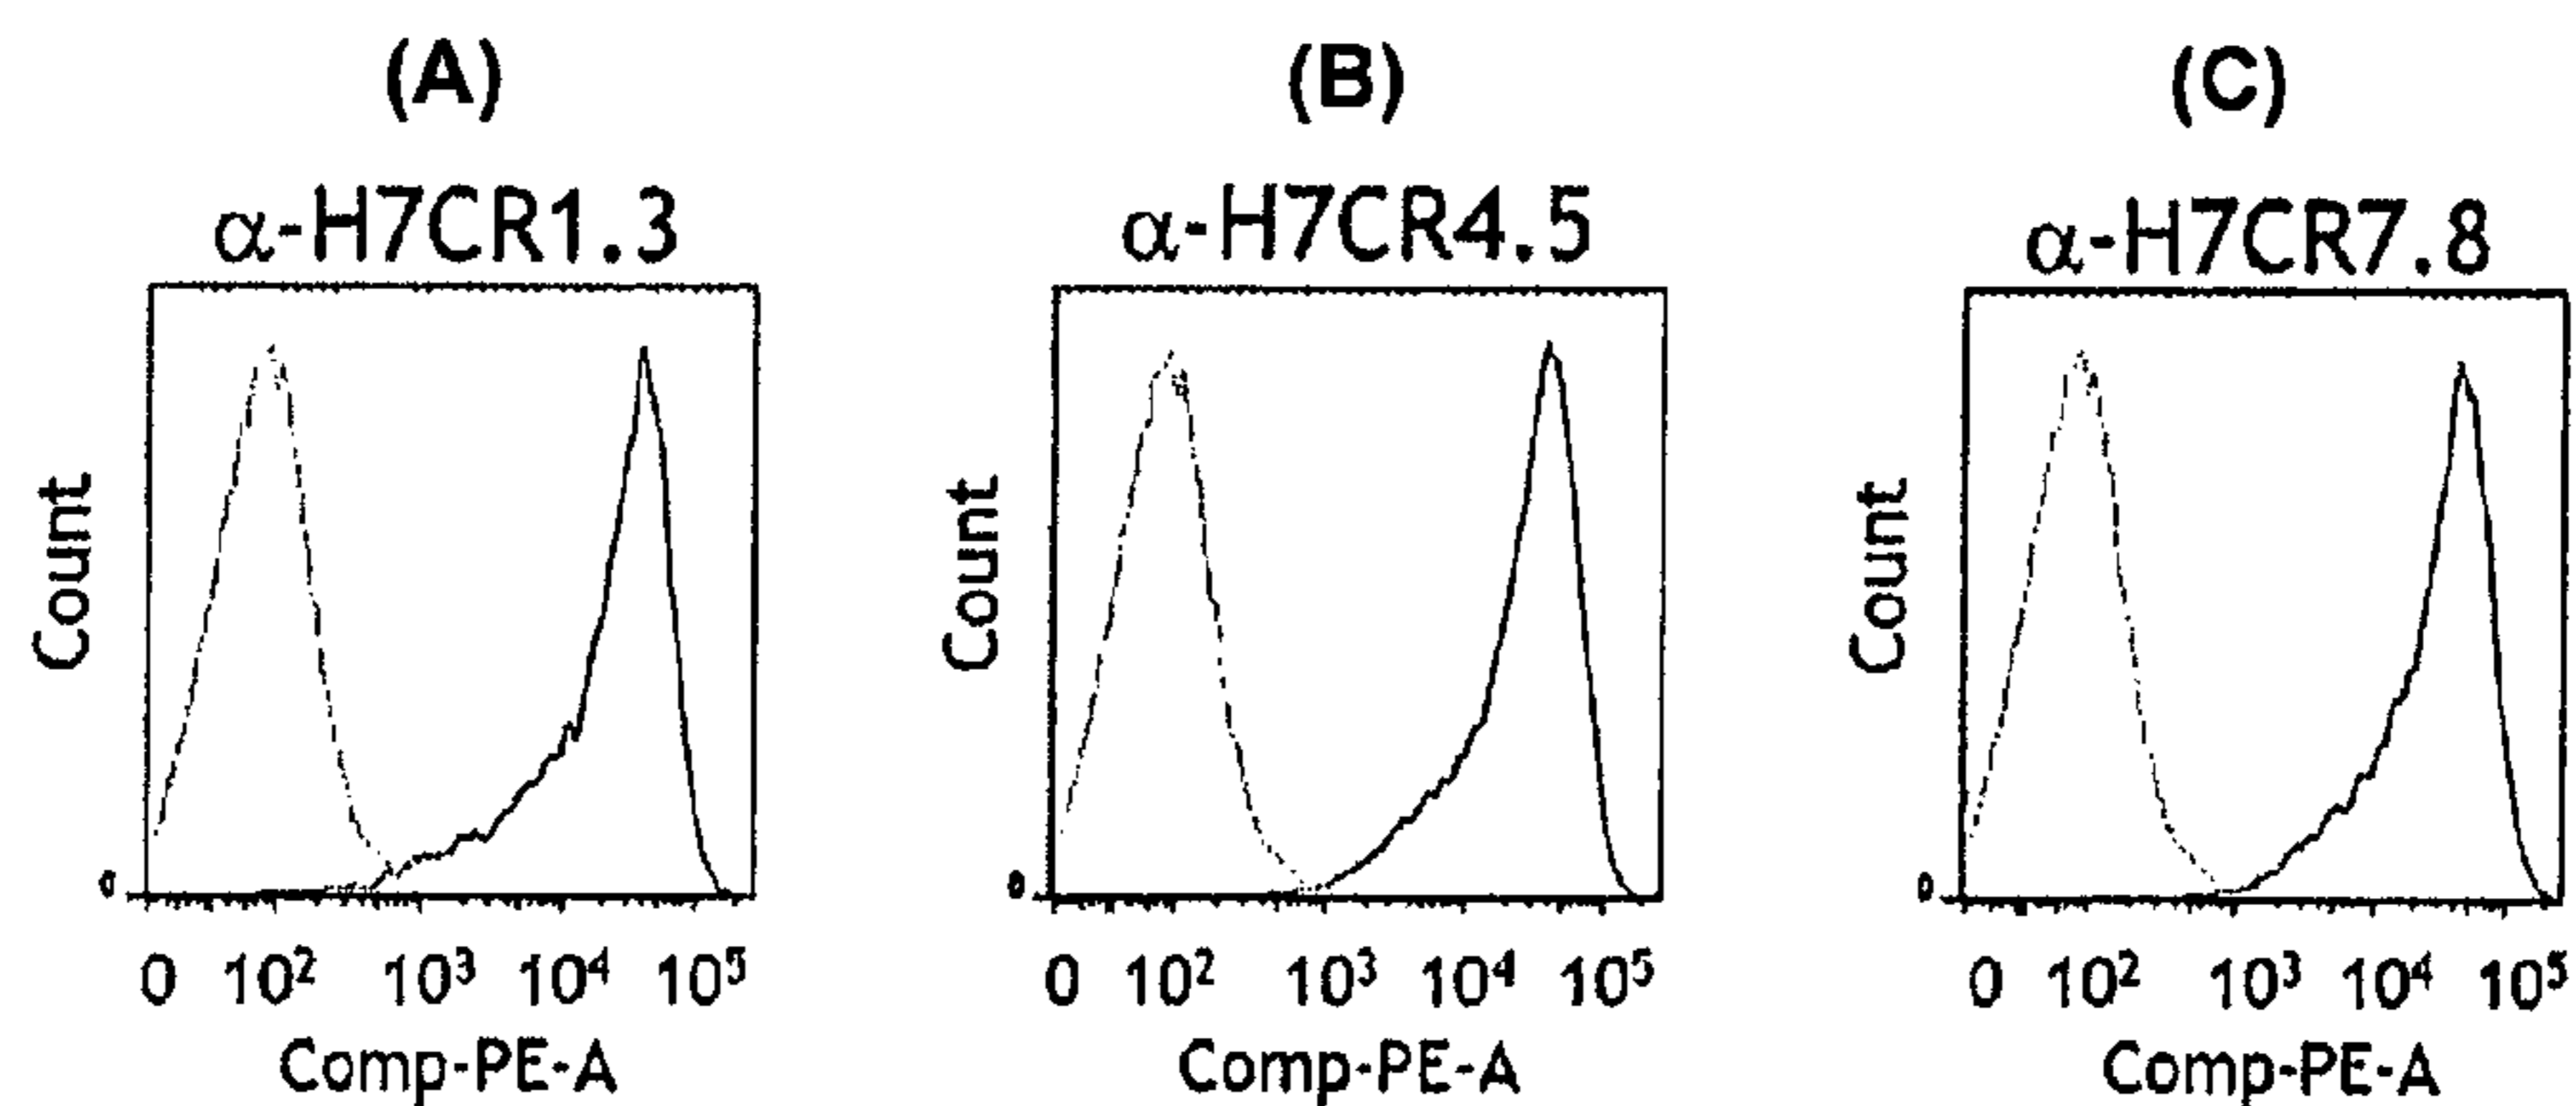 (A) (B) (C)
α-H7CR1.3 α-H7CR4.5 α-H7CR7.8
Count Count Count
0 0 0
0 10² 10³ 10⁴ 10⁵ 0 10² 10³ 10⁴ 10⁵ 0 10² 10³ 10⁴ 10⁵
Comp-PE-A Comp-PE-A Comp-PE-A